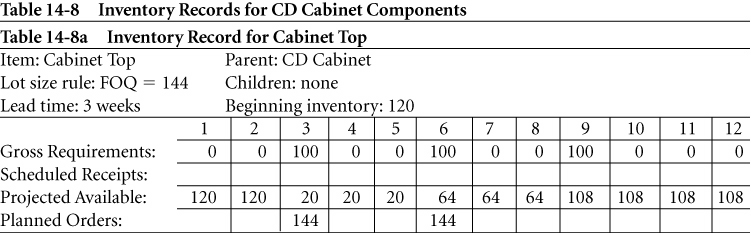 Table 14-8 Inventory Records for CD Cabinet Components
Table 14-8a Inventory Record for Cabinet Top
Item: Cabinet Top Parent: CD Cabinet
Lot size rule: FOQ = 144 Children: none
Lead time: 3 weeks Beginning inventory: 120
1 2 3 4 5 6 7 8 9 10 11 12
Gross Requirements: 0 0 100 0 0 100 0 0 100 0 0 0
Scheduled Receipts:
Projected Available: 120 120 20 20 20 64 64 64 108 108 108 108
Planned Orders: 144 144